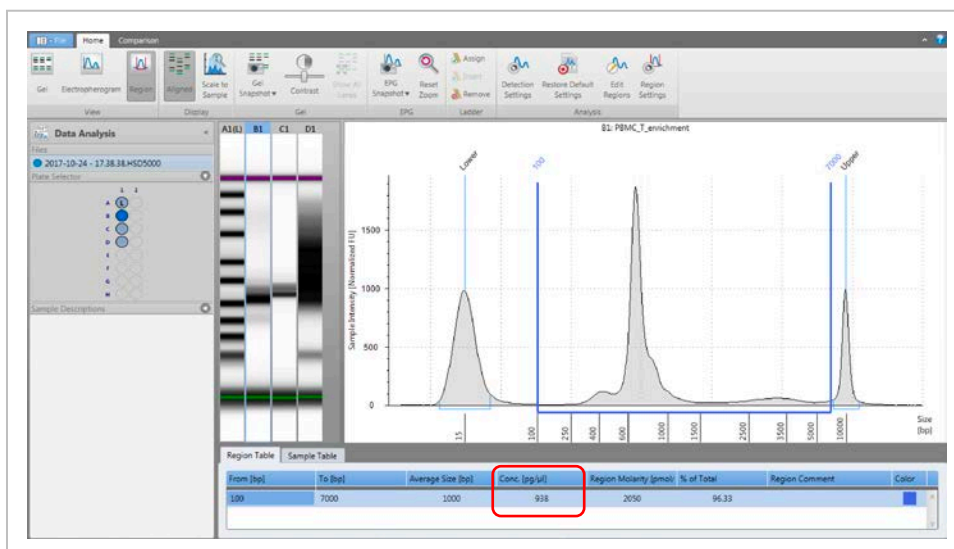 File Home Comparison
Gel Electropherogram Region Aligned Scale to Sample Gel Snapshot Contrast Show All Lanes EPG Snapshot Reset Zoom Assign Insert Remove Detection Settings Restore Default Settings Edit Regions Region Settings
View Display Gel EPG Ladder Analysis
Data Analysis
Files
2017-10-24 - 17.38.38.HSD5000
Plate Selector
1 2
A L
B
C
D
E
F
G
H
Sample Descriptions
A1(L) B1 C1 D1
B1: PBMC_T_enrichment
Lower 100 7000 Upper
Sample Intensity [Normalized FU]
1500
1000
500
0
15 100 250 400 600 1000 1500 2500 3500 5000 10000
Size [bp]
Region Table Sample Table
From [bp] To [bp] Average Size [bp] Conc. [pg/µl] Region Molarity [pmol/ % of Total Region Comment Color
100 7000 1000 938 2050 96.33